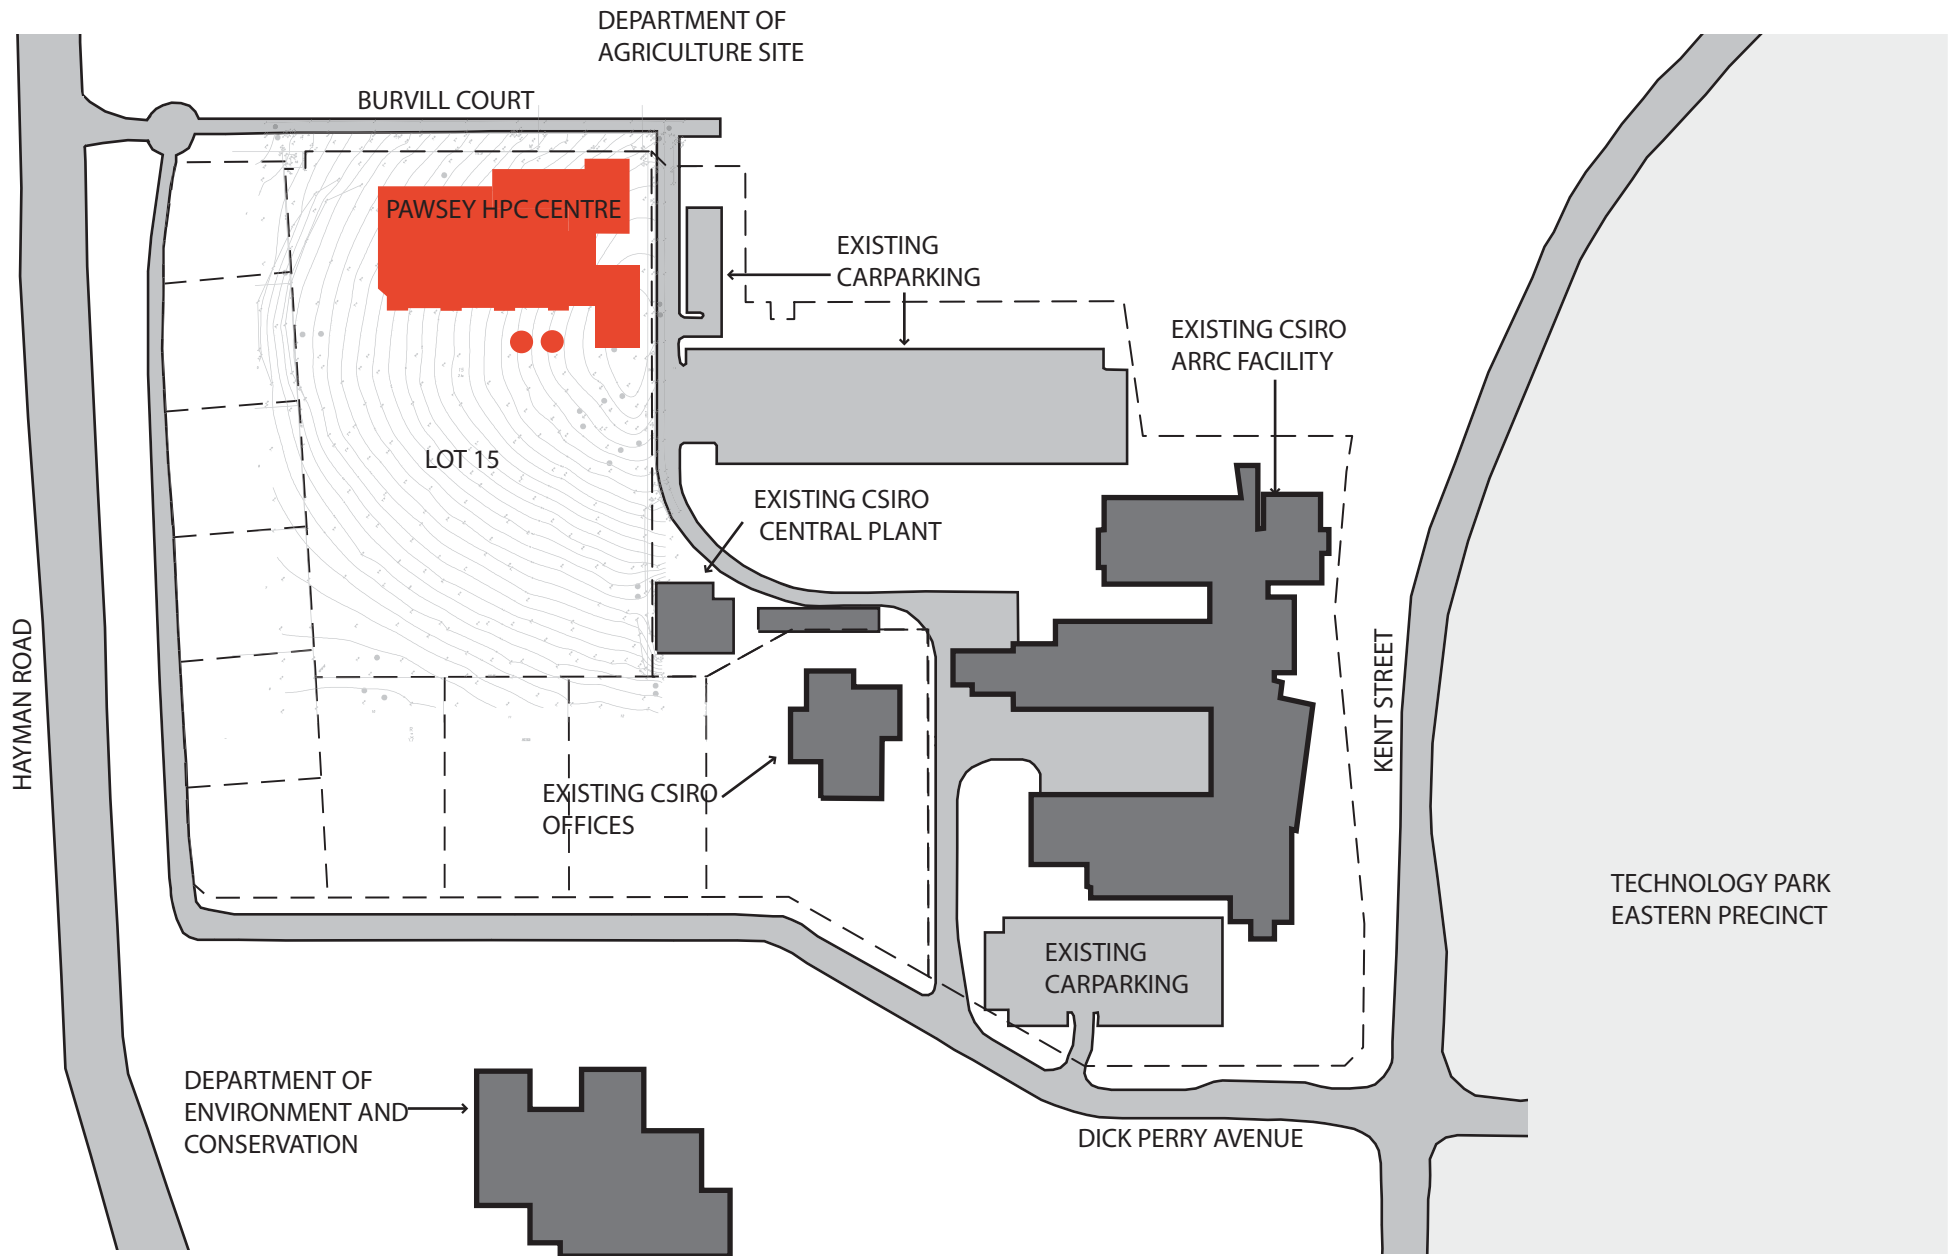 DEPARTMENT OF
AGRICULTURE SITE
BURVILL COURT
PAWSEY HPC CENTRE
EXISTING
CARPARKING
EXISTING CSIRO
ARRC FACILITY
LOT 15
EXISTING CSIRO
CENTRAL PLANT
HAYMAN ROAD
KENT STREET
EXISTING CSIRO
OFFICES
TECHNOLOGY PARK
EASTERN PRECINCT
EXISTING
CARPARKING
DEPARTMENT OF
ENVIRONMENT AND
CONSERVATION
DICK PERRY AVENUE